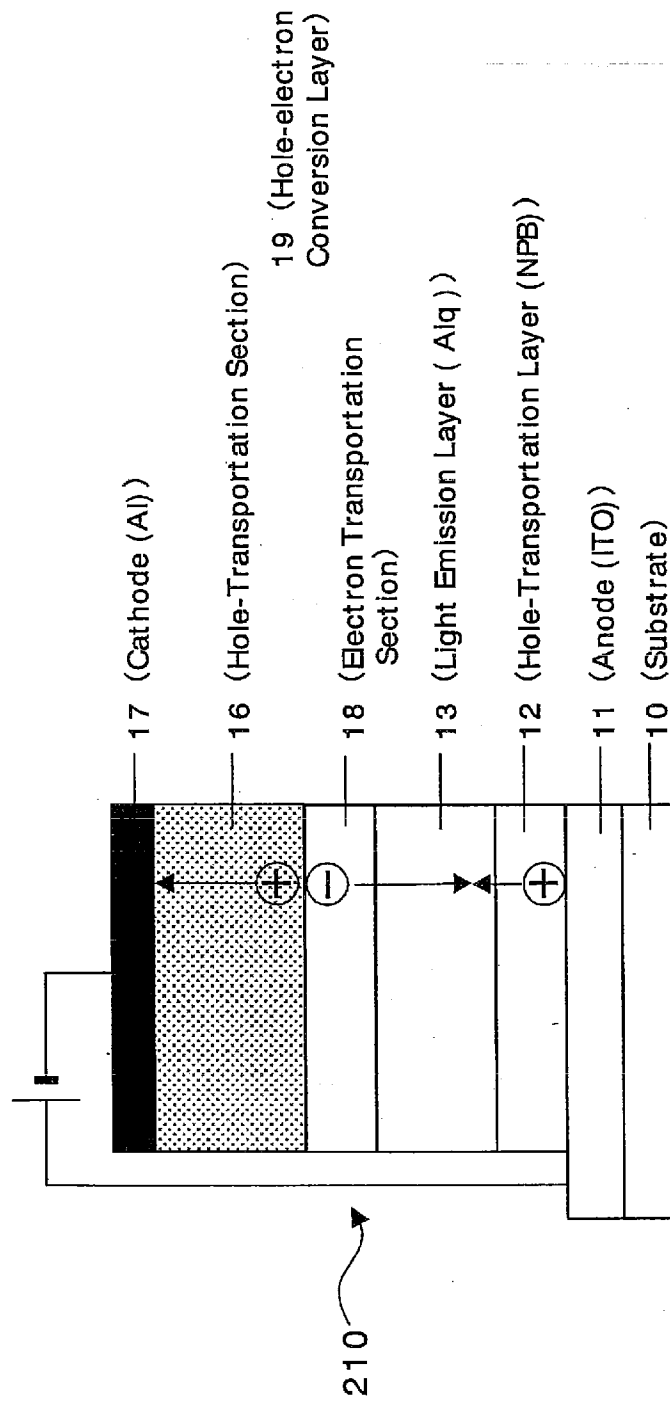 17 (Cathode (Al))
16 (Hole-Transportation Section)
19 (Hole-electron
Conversion Layer)
18 (Electron Transportation
Section)
13 (Light Emission Layer ( Alq ))
12 (Hole-Transportation Layer (NPB))
11 (Anode (ITO))
10 (Substrate)
210
+
−
+